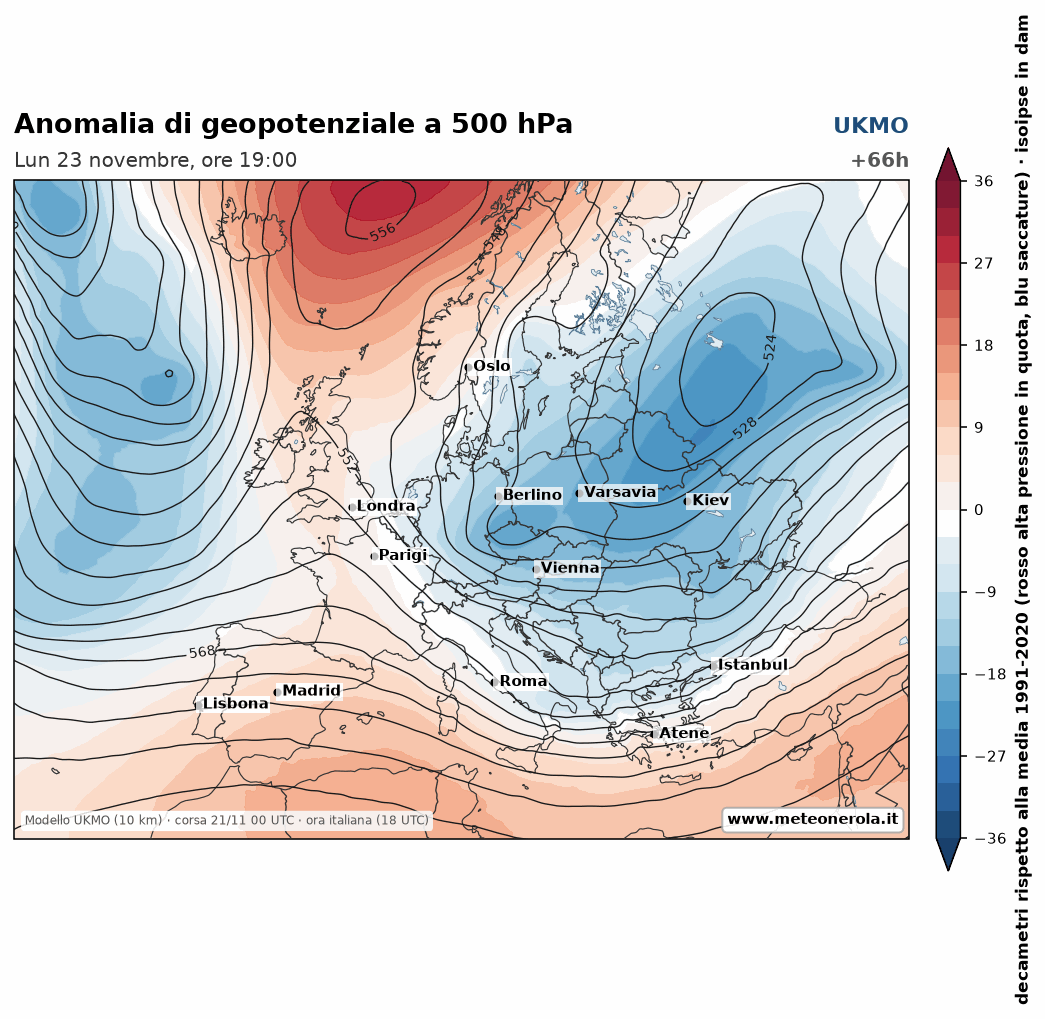 Anomalia di geopotenziale a 500 hPa
UKMO
Lun 23 novembre, ore 19:00
+66h
556
540
524
528
568
Oslo
Londra
Berlino
Varsavia
Kiev
Parigi
Vienna
Roma
Istanbul
Madrid
Lisbona
Atene
Modello UKMO (10 km) · corsa 21/11 00 UTC · ora italiana (18 UTC)
www.meteonerola.it
36
27
18
9
0
−9
−18
−27
−36
decametri rispetto alla media 1991-2020 (rosso alta pressione in quota, blu saccature) · isoipse in dam